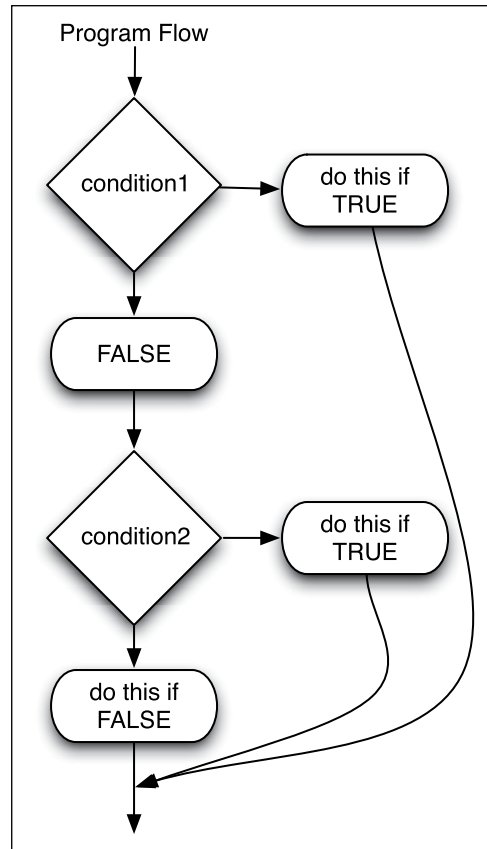 Program Flow
condition1
do this if
TRUE
FALSE
condition2
do this if
TRUE
do this if
FALSE